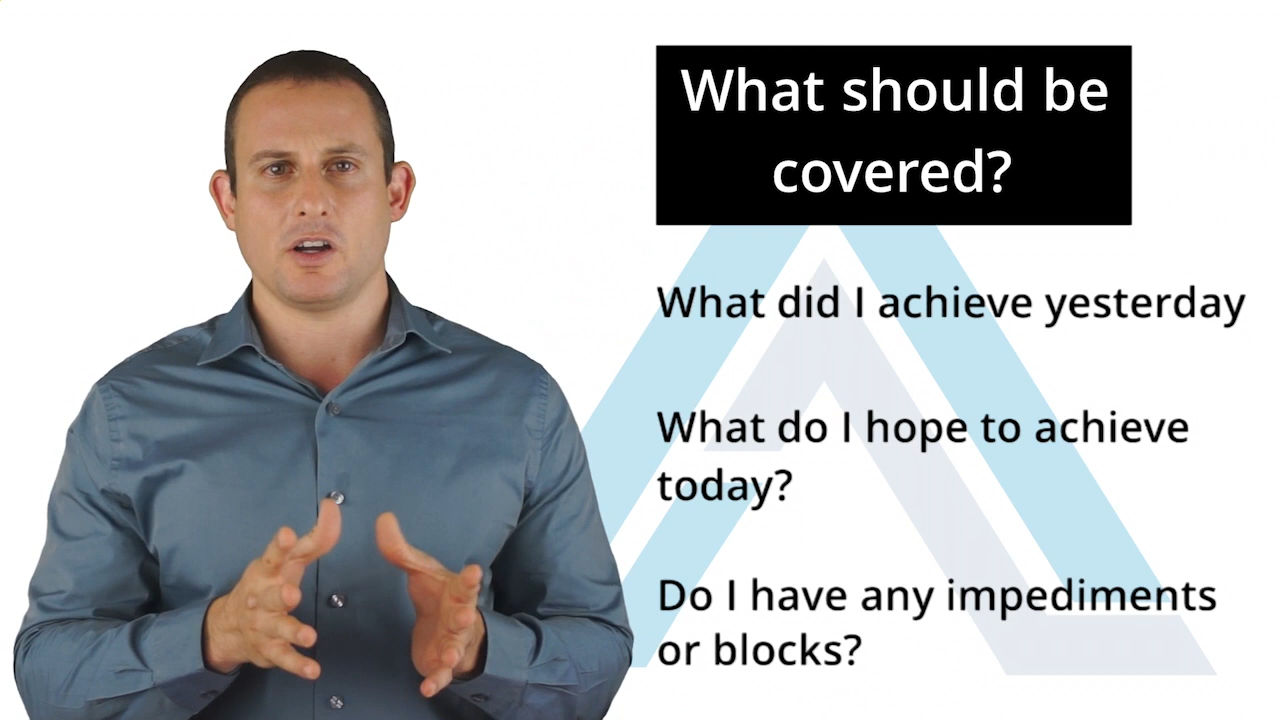 What should be
covered?
What did I achieve yesterday
What do I hope to achieve
today?
Do I have any impediments
or blocks?